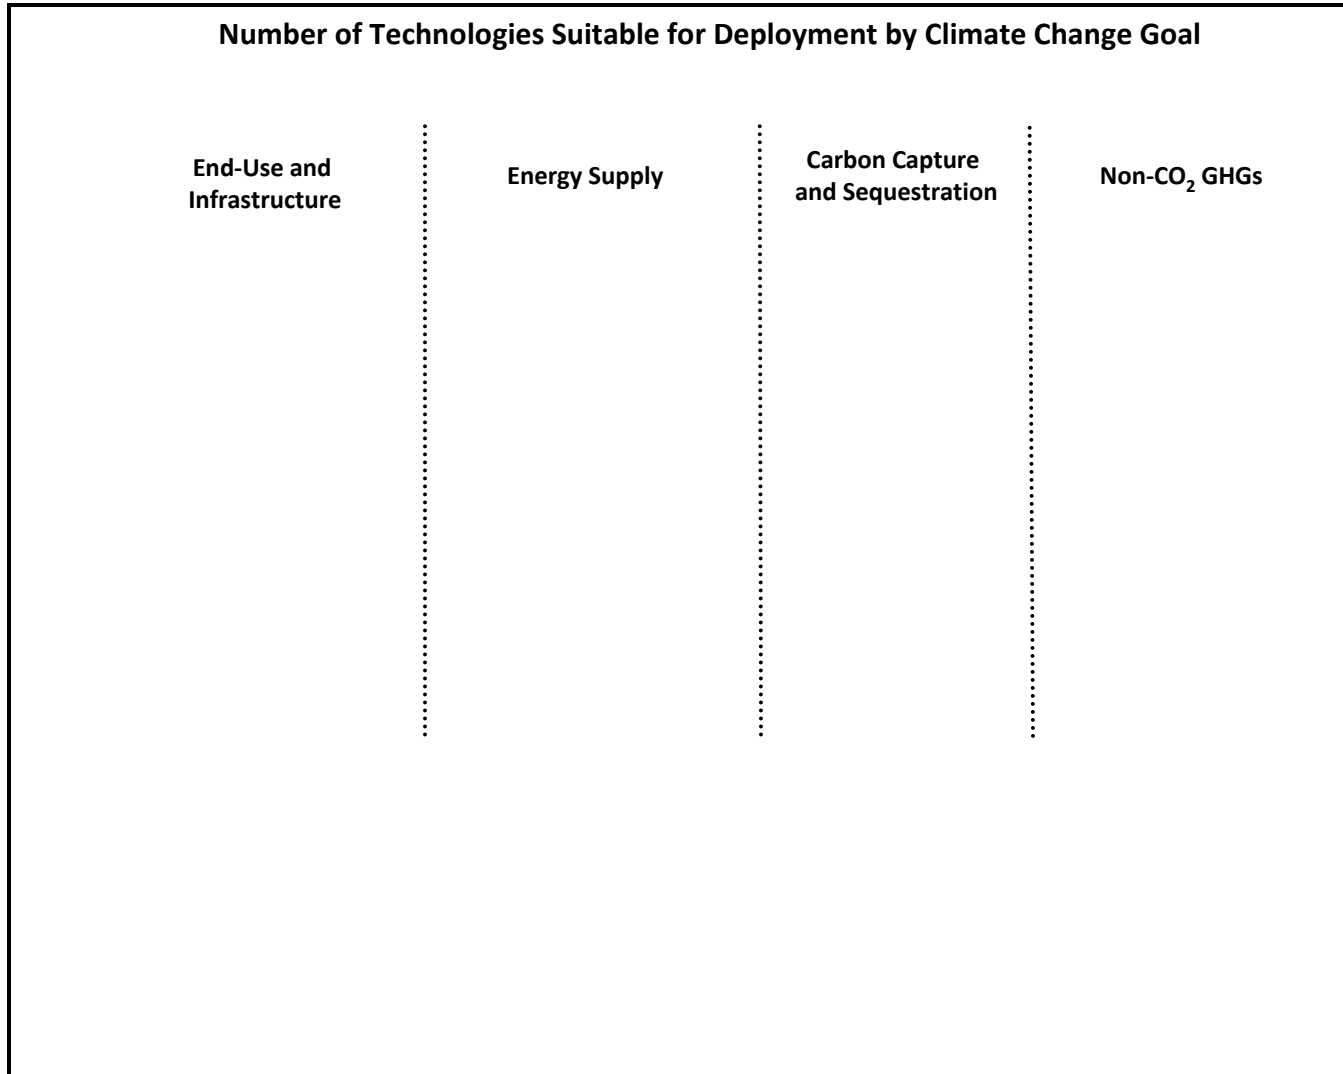 Number of Technologies Suitable for Deployment by Climate Change Goal
End-Use and
Infrastructure
Energy Supply
Carbon Capture
and Sequestration
Non-CO₂ GHGs